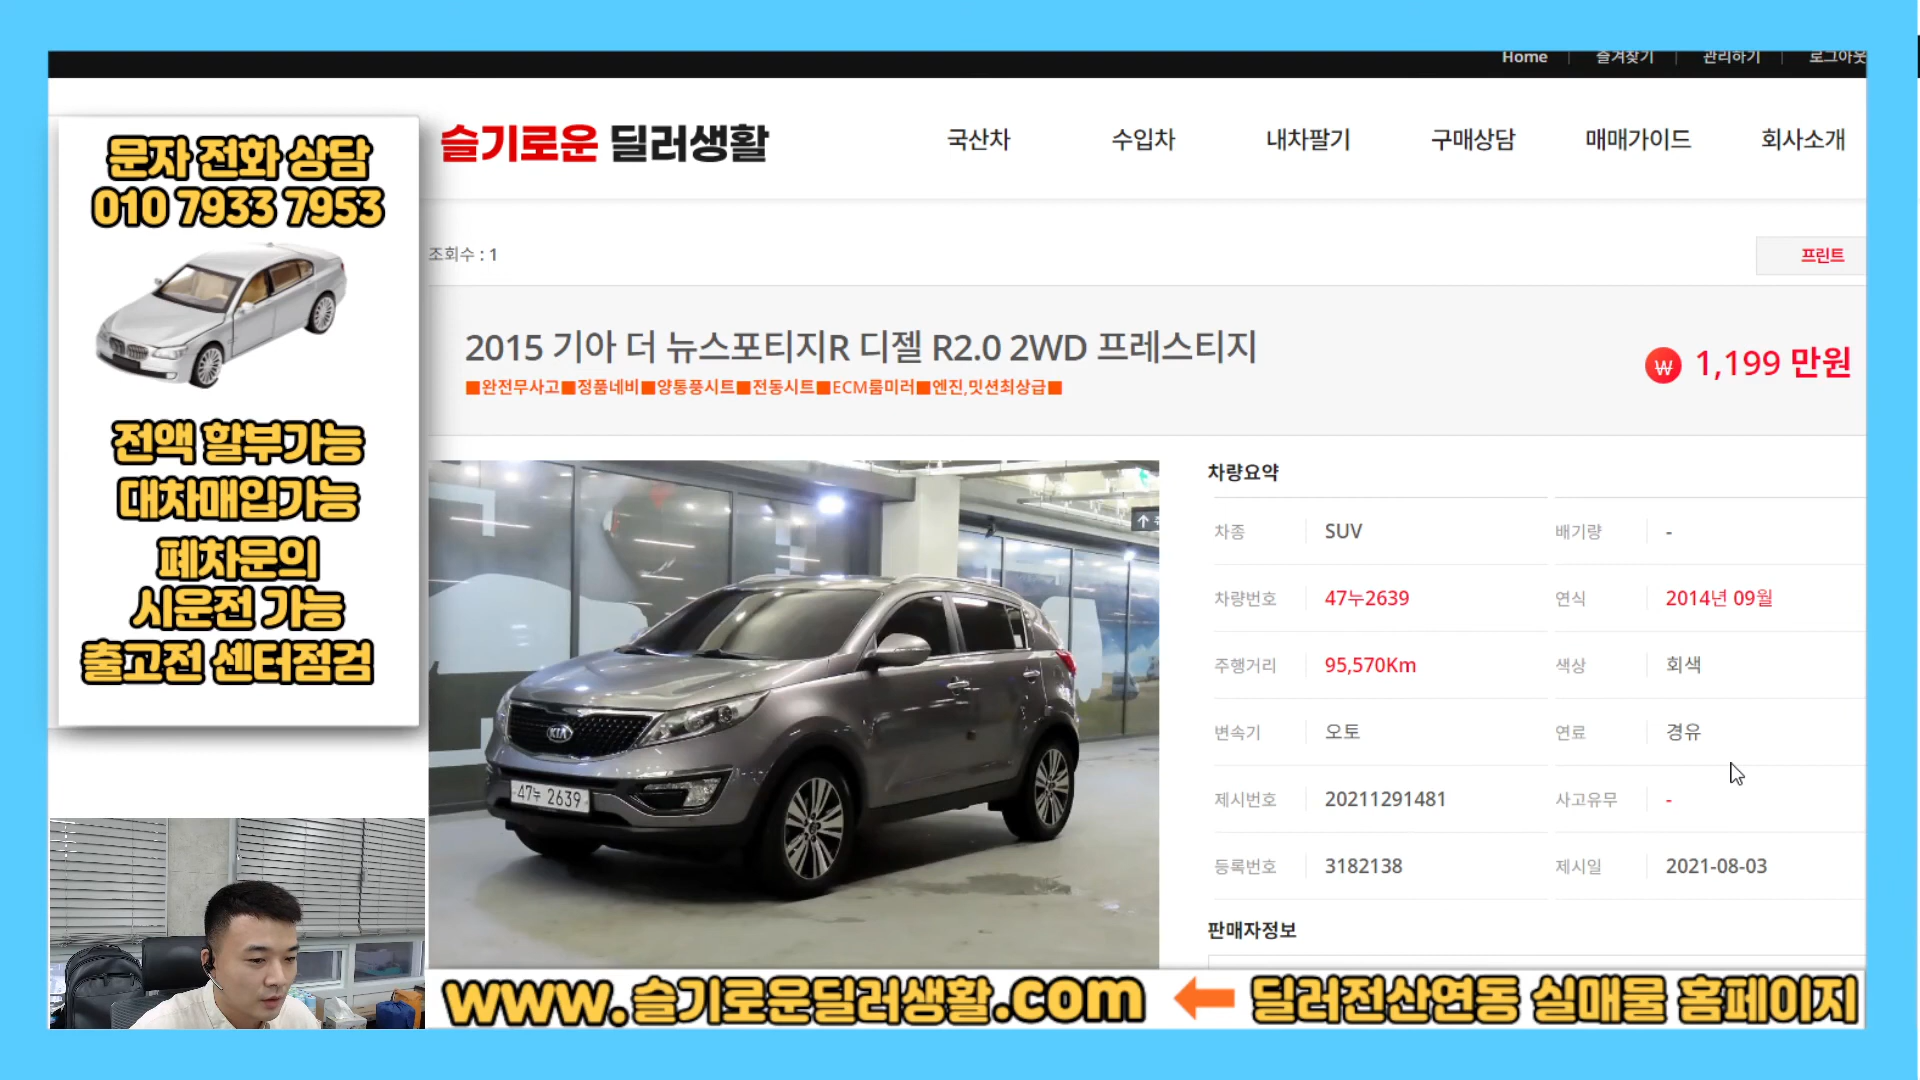 Home
즐겨찾기
관리하기
로그아웃
슬기로운 딜러생활
국산차
수입차
내차팔기
구매상담
매매가이드
회사소개
문자 전화 상담
010 7933 7953
전액 할부가능
대차매입가능
폐차문의
시운전 가능
출고전 센터점검
조회수 : 1
프린트
2015 기아 더 뉴스포티지R 디젤 R2.0 2WD 프레스티지
■완전무사고■정품네비■양통풍시트■전동시트■ECM룸미러■엔진,밋션최상급■
₩ 1,199 만원
KIA
47누 2639
차량요약
차종 SUV
배기량 -
차량번호 47누2639
연식 2014년 09월
주행거리 95,570Km
색상 회색
변속기 오토
연료 경유
제시번호 20211291481
사고유무 -
등록번호 3182138
제시일 2021-08-03
판매자정보
www.슬기로운딜러생활.com ← 딜러전산연동 실매물 홈페이지